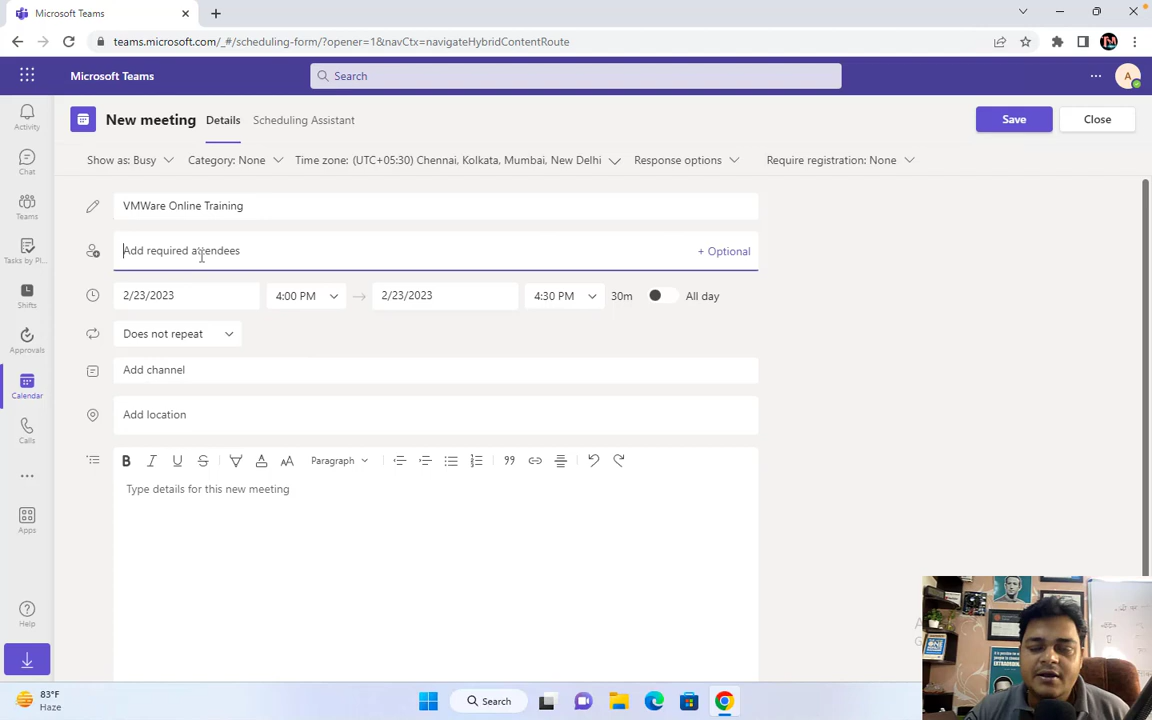 Microsoft Teams
teams.microsoft.com/_#/scheduling-form/?opener=1&navCtx=navigateHybridContentRoute
Microsoft Teams
Search
A
Activity
Chat
Teams
Tasks by Pl...
Shifts
Approvals
Calendar
Calls
Apps
Help
New meeting
Details
Scheduling Assistant
Save
Close
Show as: Busy
Category: None
Time zone: (UTC+05:30) Chennai, Kolkata, Mumbai, New Delhi
Response options
Require registration: None
VMWare Online Training
Add required attendees
+ Optional
2/23/2023
4:00 PM
2/23/2023
4:30 PM
30m
All day
Does not repeat
Add channel
Add location
B I U S
Paragraph
Type details for this new meeting
83°F
Haze
Search